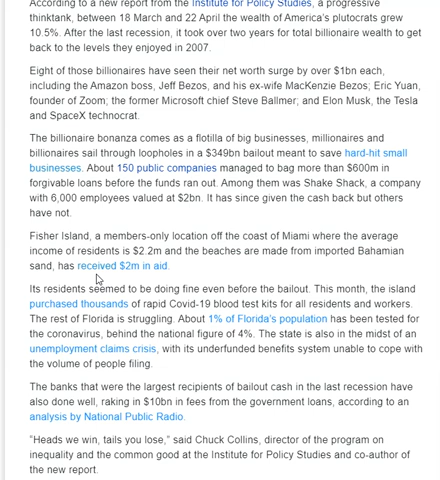 According to a new report from the Institute for Policy Studies, a progressive
thinktank, between 18 March and 22 April the wealth of America's plutocrats grew
10.5%. After the last recession, it took over two years for total billionaire wealth to get
back to the levels they enjoyed in 2007.
Eight of those billionaires have seen their net worth surge by over $1bn each,
including the Amazon boss, Jeff Bezos, and his ex-wife MacKenzie Bezos; Eric Yuan,
founder of Zoom; the former Microsoft chief Steve Ballmer; and Elon Musk, the Tesla
and SpaceX technocrat.
The billionaire bonanza comes as a flotilla of big businesses, millionaires and
billionaires sail through loopholes in a $349bn bailout meant to save hard-hit small
businesses. About 150 public companies managed to bag more than $600m in
forgivable loans before the funds ran out. Among them was Shake Shack, a company
with 6,000 employees valued at $2bn. It has since given the cash back but others
have not.
Fisher Island, a members-only location off the coast of Miami where the average
income of residents is $2.2m and the beaches are made from imported Bahamian
sand, has received $2m in aid.
Its residents seemed to be doing fine even before the bailout. This month, the island
purchased thousands of rapid Covid-19 blood test kits for all residents and workers.
The rest of Florida is struggling. About 1% of Florida's population has been tested for
the coronavirus, behind the national figure of 4%. The state is also in the midst of an
unemployment claims crisis, with its underfunded benefits system unable to cope with
the volume of people filing.
The banks that were the largest recipients of bailout cash in the last recession have
also done well, raking in $10bn in fees from the government loans, according to an
analysis by National Public Radio.
"Heads we win, tails you lose," said Chuck Collins, director of the program on
inequality and the common good at the Institute for Policy Studies and co-author of
the new report.